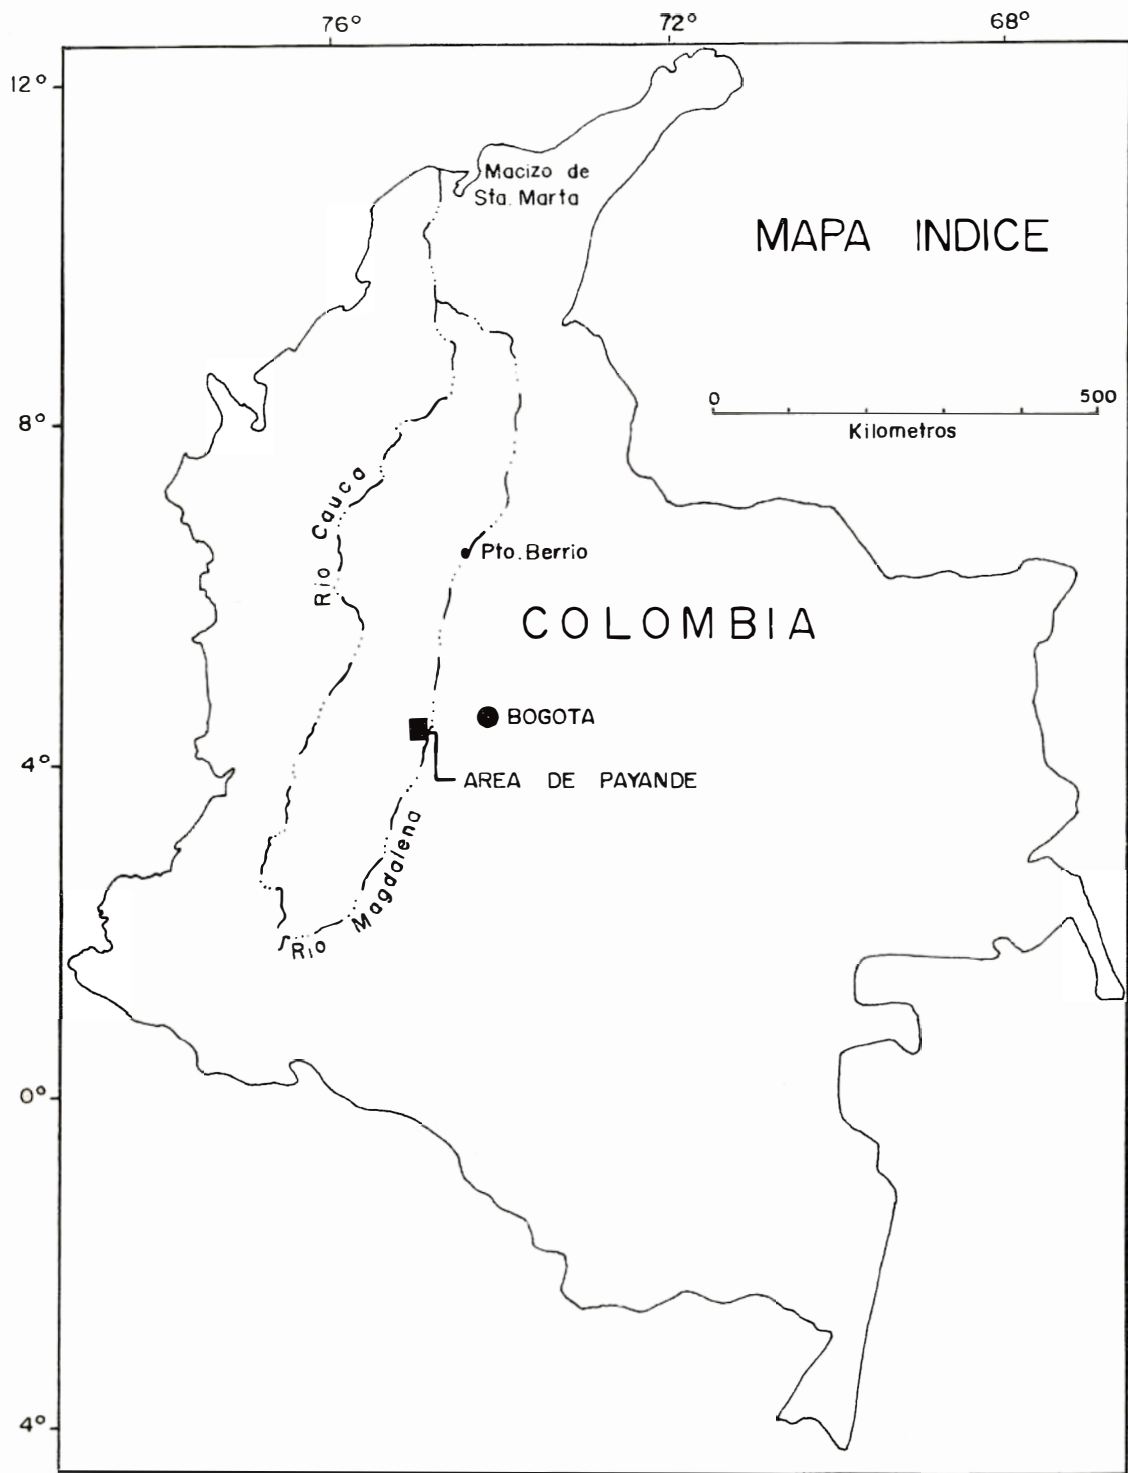 76° 72° 68°
12°
Macizo de
Sta. Marta
MAPA INDICE
0 500
Kilometros
8°
Rio Cauca
Pto. Berrio
COLOMBIA
BOGOTA
4°
AREA DE PAYANDE
Rio Magdalena
0°
4°